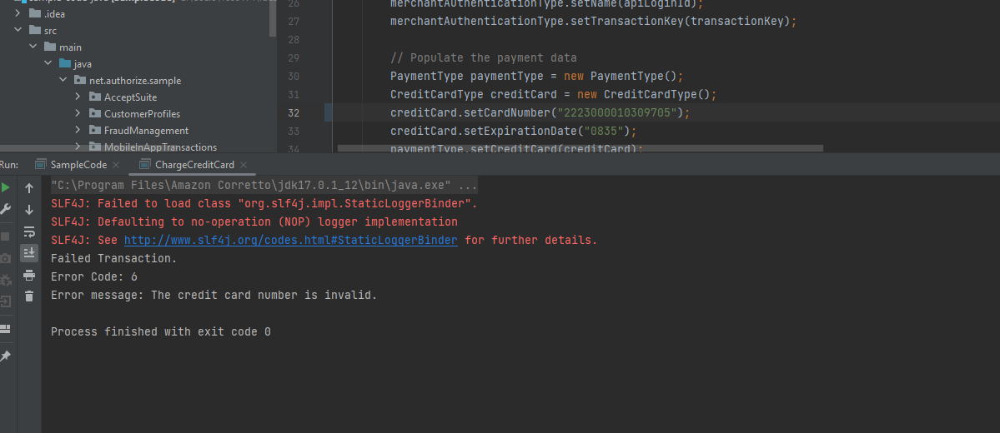 .idea
src
main
java
net.authorize.sample
AcceptSuite
CustomerProfiles
FraudManagement
MobileInAppTransactions
26 merchantAuthenticationType.setName(apiLoginId);
27 merchantAuthenticationType.setTransactionKey(transactionKey);
28
29 // Populate the payment data
30 PaymentType paymentType = new PaymentType();
31 CreditCardType creditCard = new CreditCardType();
32 creditCard.setCardNumber("2223000010309705");
33 creditCard.setExpirationDate("0835");
34 paymentType.setCreditCard(creditCard);
Run: SampleCode ChargeCreditCard
"C:\Program Files\Amazon Corretto\jdk17.0.1_12\bin\java.exe" ...
SLF4J: Failed to load class "org.slf4j.impl.StaticLoggerBinder".
SLF4J: Defaulting to no-operation (NOP) logger implementation
SLF4J: See http://www.slf4j.org/codes.html#StaticLoggerBinder for further details.
Failed Transaction.
Error Code: 6
Error message: The credit card number is invalid.
Process finished with exit code 0